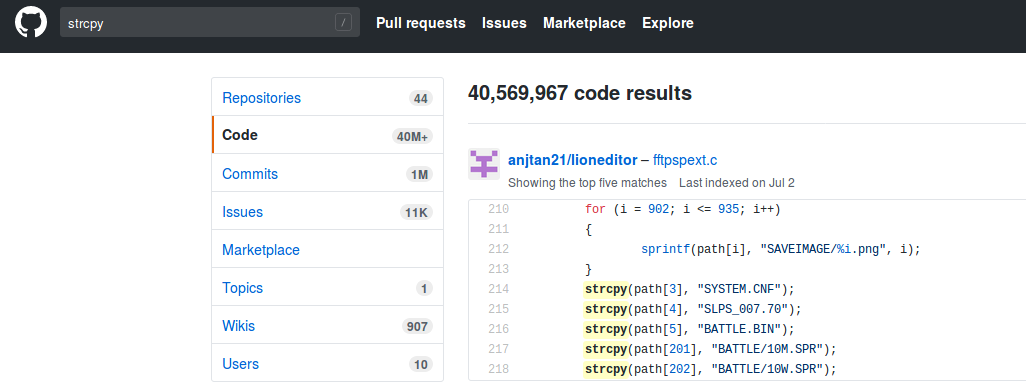 strcpy / Pull requests Issues Marketplace Explore
Repositories 44
Code 40M+
Commits 1M
Issues 11K
Marketplace
Topics 1
Wikis 907
Users 10
40,569,967 code results
anjtan21/lioneditor – fftpspext.c
Showing the top five matches Last indexed on Jul 2
210 for (i = 902; i <= 935; i++)
211 {
212 sprintf(path[i], "SAVEIMAGE/%i.png", i);
213 }
214 strcpy(path[3], "SYSTEM.CNF");
215 strcpy(path[4], "SLPS_007.70");
216 strcpy(path[5], "BATTLE.BIN");
217 strcpy(path[201], "BATTLE/10M.SPR");
218 strcpy(path[202], "BATTLE/10W.SPR");